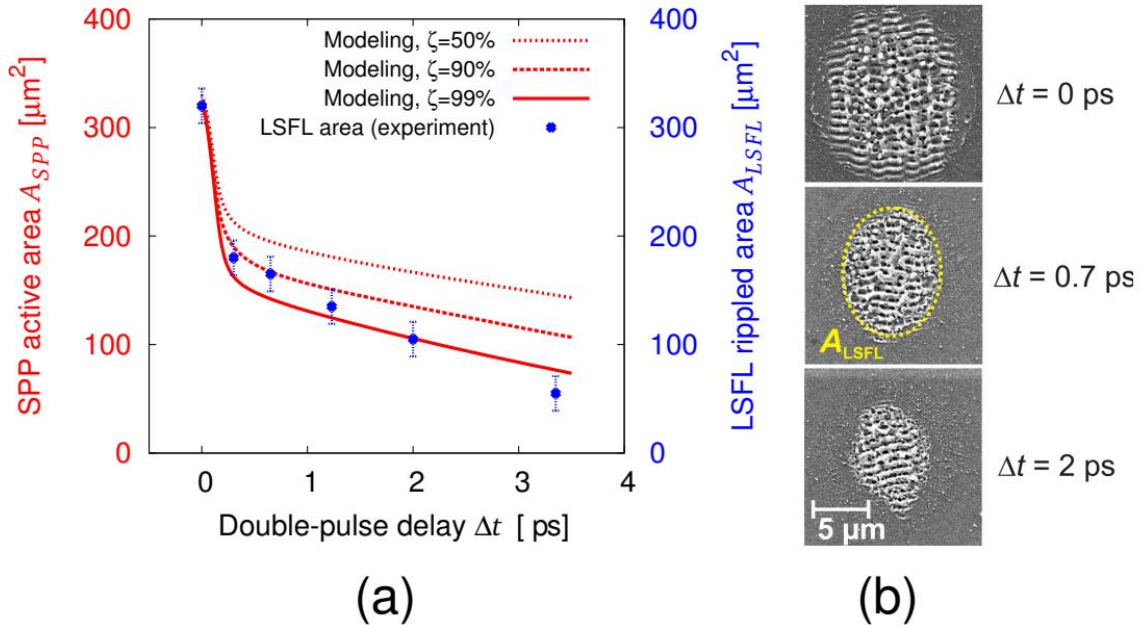 SPP active area A_SPP [μm²]
400
300
200
100
0
Modeling, ζ=50%
Modeling, ζ=90%
Modeling, ζ=99%
LSFL area (experiment)
0 1 2 3 4
Double-pulse delay Δt [ ps]
400
300
200
100
0
LSFL rippled area A_LSFL [μm²]
(a)
Δt = 0 ps
A_LSFL
Δt = 0.7 ps
5 μm
Δt = 2 ps
(b)